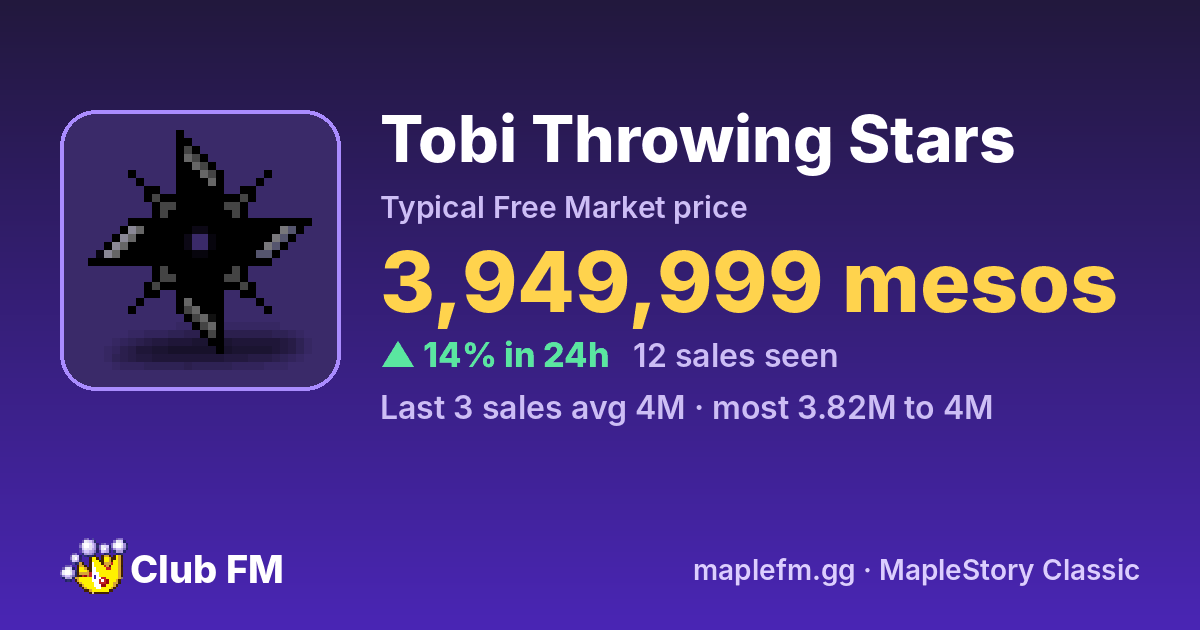 Tobi Throwing Stars
Typical Free Market price
3,949,999 mesos
▲ 14% in 24h 12 sales seen
Last 3 sales avg 4M · most 3.82M to 4M
Club FM
maplefm.gg · MapleStory Classic